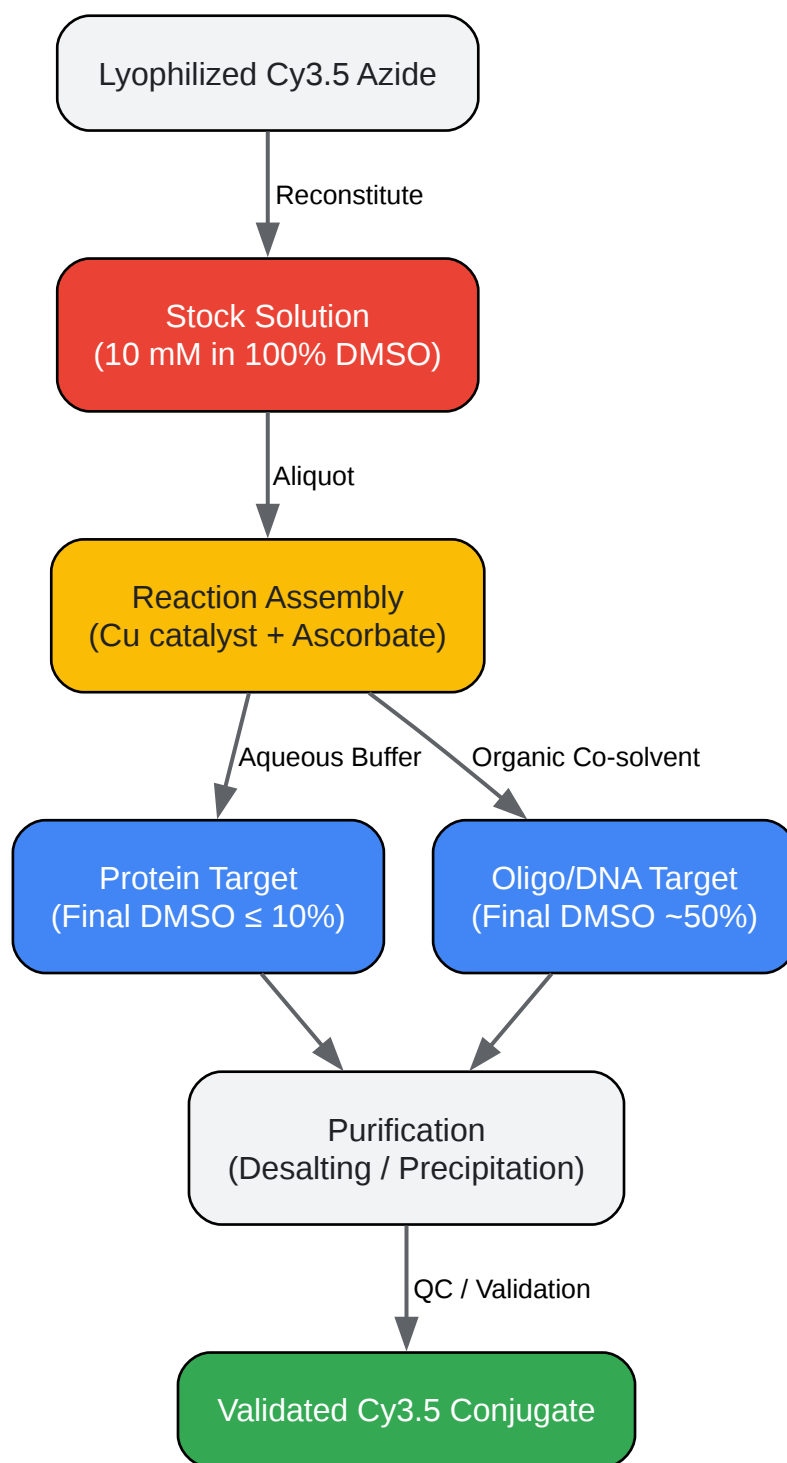 Lyophilized Cy3.5 Azide
Reconstitute
Stock Solution
(10 mM in 100% DMSO)
Aliquot
Reaction Assembly
(Cu catalyst + Ascorbate)
Aqueous Buffer
Organic Co-solvent
Protein Target
(Final DMSO ≤ 10%)
Oligo/DNA Target
(Final DMSO ~50%)
Purification
(Desalting / Precipitation)
QC / Validation
Validated Cy3.5 Conjugate